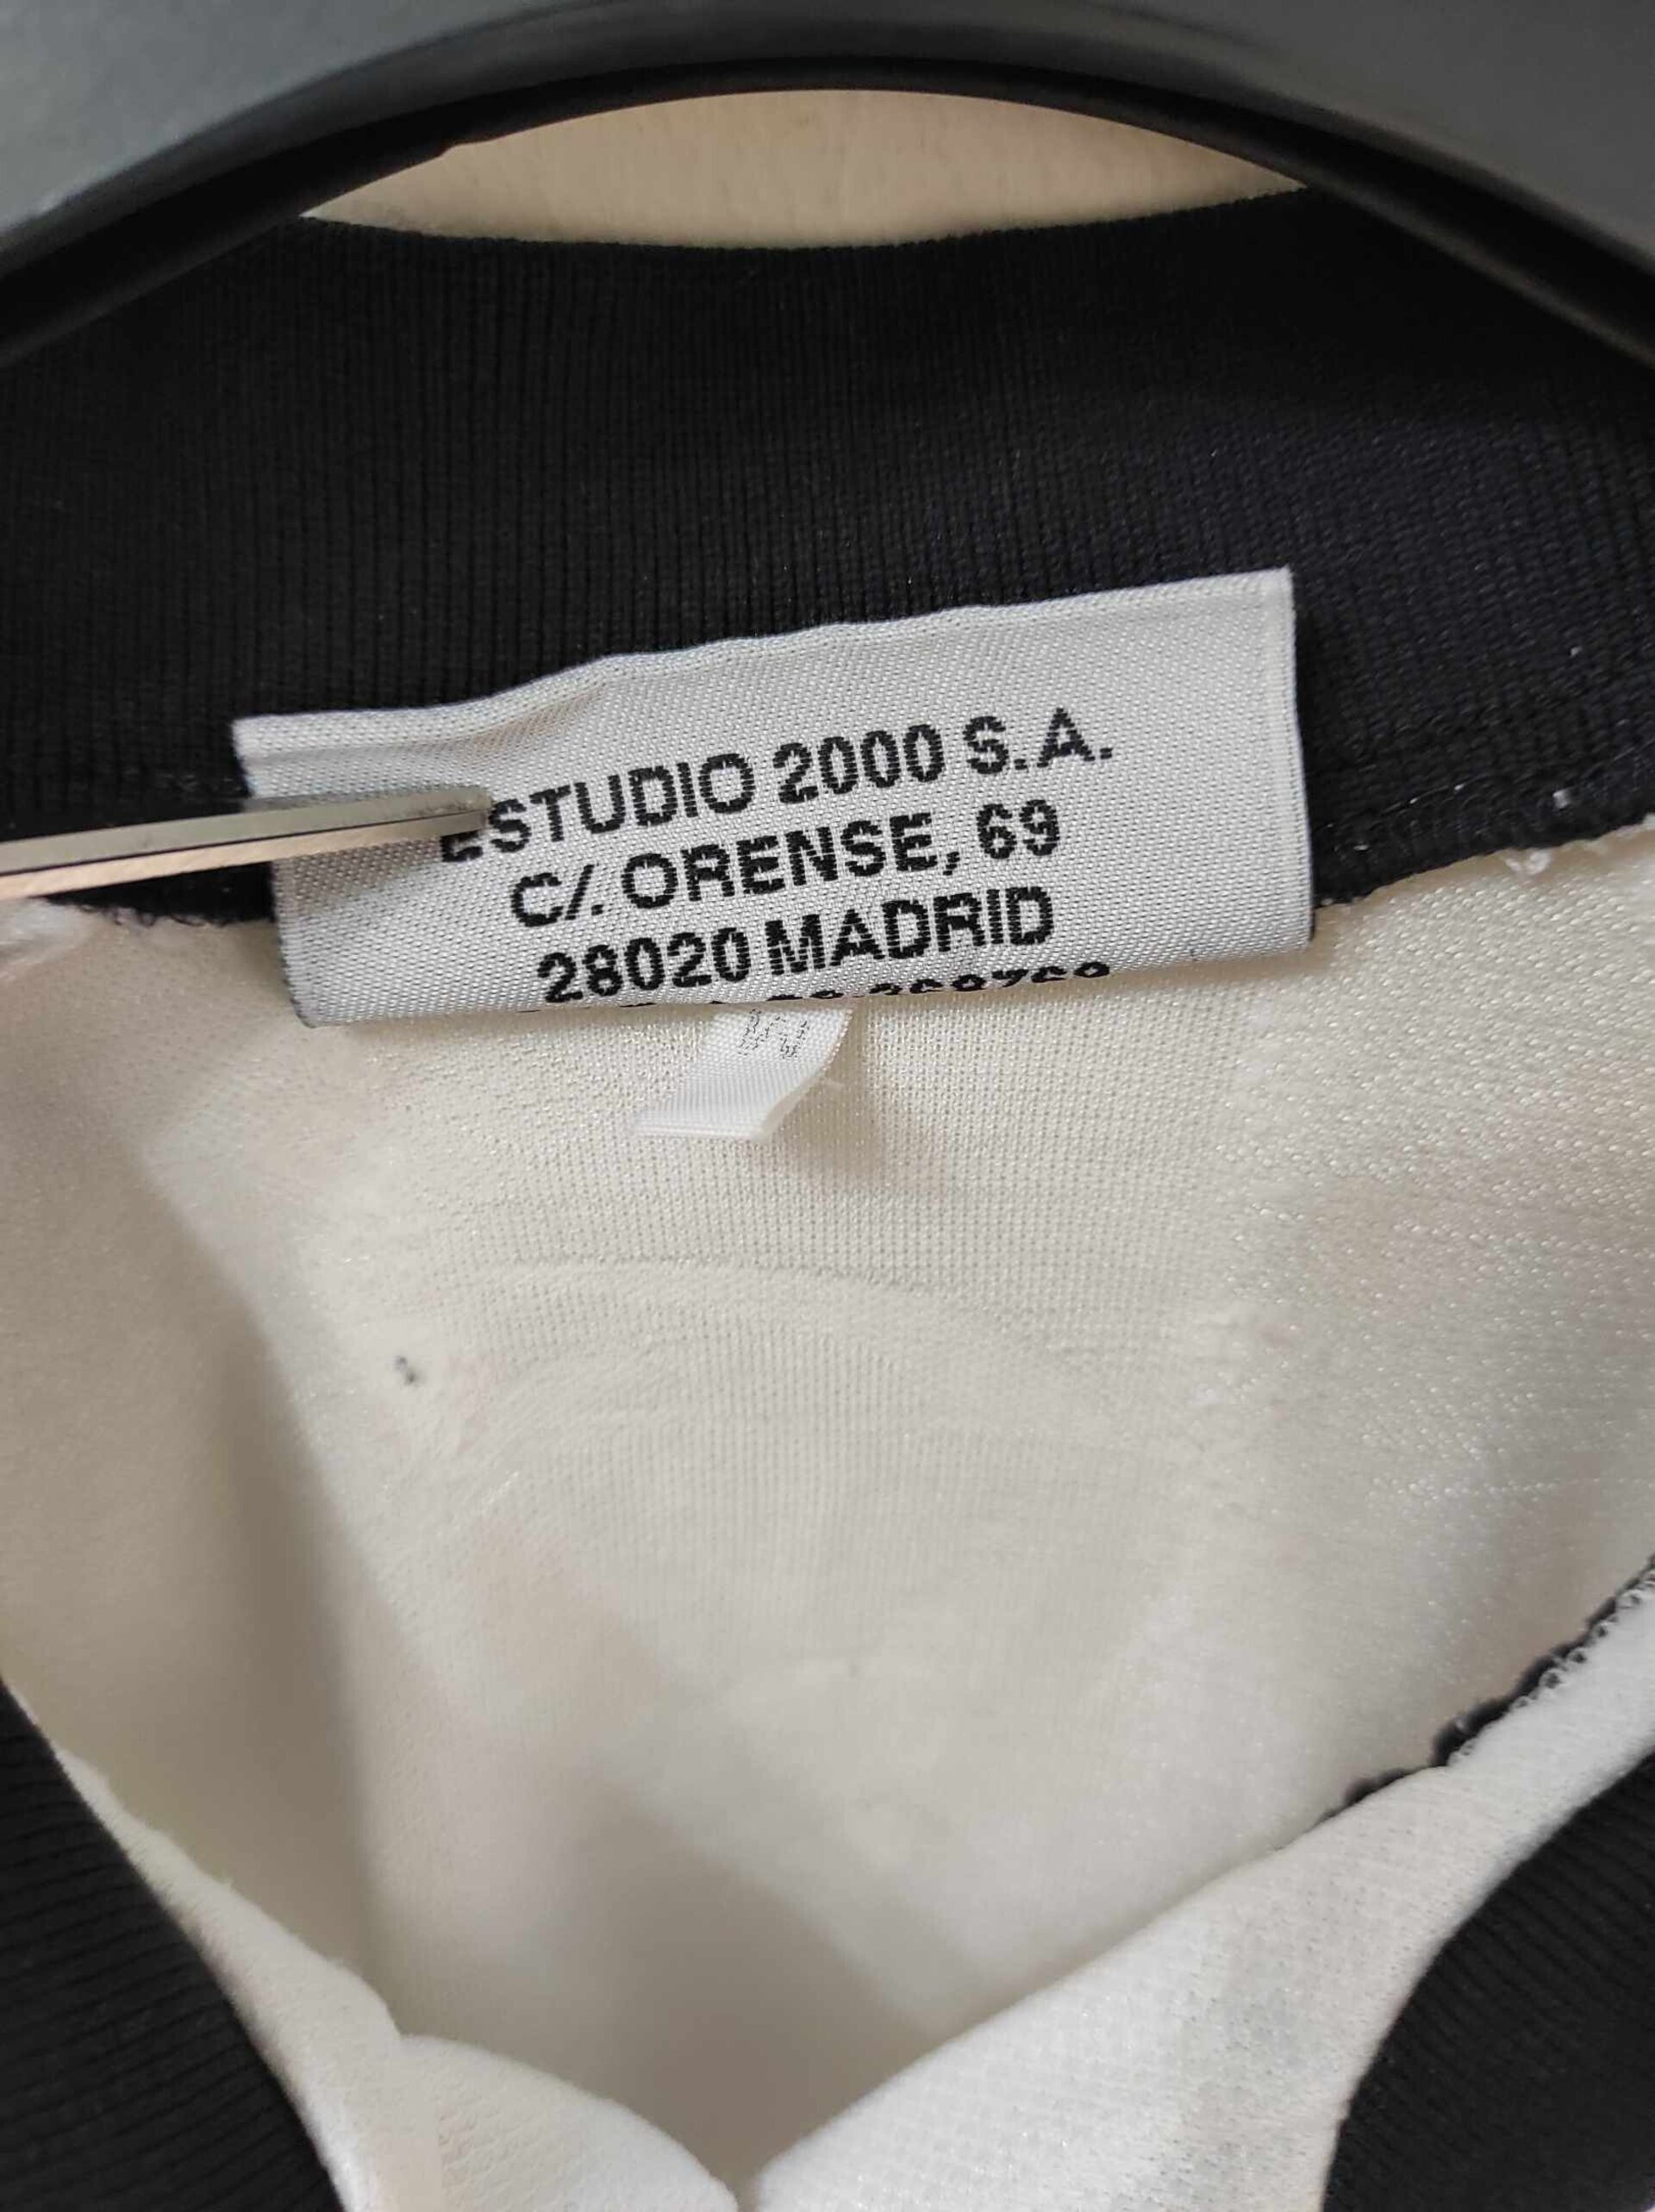 ESTUDIO 2000 S.A.
C/. ORENSE, 69
28020 MADRID